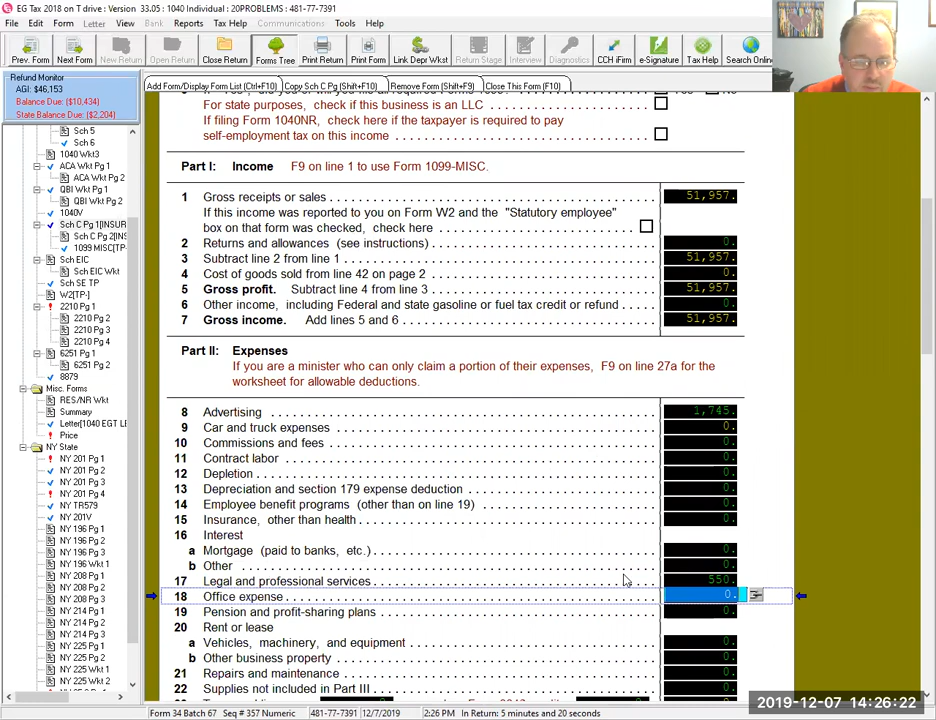 EG Tax 2018 on T drive : Version : 33.05 : 1040 Individual : 20PROBLEMS : 481-77-7391
File Edit Form Letter View Bank Reports Tax Help Communications Tools Help
Prev. Form Next Form New Return Open Return Close Return Forms Tree Print Return Print Form Link Dept Wkst Return Stage Interview Diagnostics CCH iFirm e-Signature Tax Help Search Onlin
Refund Monitor
AGI: $46,153
Balance Due: ($10,434)
State Balance Due: ($2,204)
Add Form/Display Form List (Ctrl+F10) Copy Sch C Pg (Shift+F10) Remove Form (Shift+F9) Close This Form (F10)
Sch 5
Sch 6
1040 Wkt3
ACA Wkt Pg 1
ACA Wkt Pg 2
QBI Wkt Pg 1
QBI Wkt Pg 2
1040V
Sch C Pg 1[INSUR
Sch C Pg 2[INS
1099 MISC[TP-
Sch EIC
Sch EIC Wkt
Sch SE TP
W2[TP-]
2210 Pg 1
2210 Pg 2
2210 Pg 3
2210 Pg 4
6251 Pg 1
6251 Pg 2
8879
Misc. Forms
RES/NR Wkt
Summary
Letter[1040 EGT LE
Price
NY State
NY 201 Pg 1
NY 201 Pg 2
NY 201 Pg 3
NY 201 Pg 4
NY TR579
NY 201V
NY 196 Pg 1
NY 196 Pg 2
NY 196 Pg 3
NY 196 Wkt 1
NY 208 Pg 1
NY 208 Pg 2
NY 208 Pg 3
NY 214 Pg 1
NY 214 Pg 2
NY 225 Pg 1
NY 225 Pg 2
NY 225 Wkt 1
NY 225 Wkt 2
For state purposes, check if this business is an LLC
If filing Form 1040NR, check here if the taxpayer is required to pay
self-employment tax on this income
Part I: Income F9 on line 1 to use Form 1099-MISC.
1 Gross receipts or sales 51,957.
If this income was reported to you on Form W2 and the "Statutory employee"
box on that form was checked, check here
2 Returns and allowances (see instructions) 0.
3 Subtract line 2 from line 1 51,957.
4 Cost of goods sold from line 42 on page 2 0.
5 Gross profit. Subtract line 4 from line 3 51,957.
6 Other income, including Federal and state gasoline or fuel tax credit or refund 0.
7 Gross income. Add lines 5 and 6 51,957.
Part II: Expenses
If you are a minister who can only claim a portion of their expenses, F9 on line 27a for the
worksheet for allowable deductions.
8 Advertising 1,745.
9 Car and truck expenses 0.
10 Commissions and fees 0.
11 Contract labor 0.
12 Depletion 0.
13 Depreciation and section 179 expense deduction 0.
14 Employee benefit programs (other than on line 19) 0.
15 Insurance, other than health 0.
16 Interest
a Mortgage (paid to banks, etc.) 0.
b Other 0.
17 Legal and professional services 550.
18 Office expense 0.
19 Pension and profit-sharing plans 0.
20 Rent or lease
a Vehicles, machinery, and equipment 0.
b Other business property 0.
21 Repairs and maintenance 0.
22 Supplies not included in Part III 0.
2019-12-07 14:26:22
Form 34 Batch 67 Seq # 357 Numeric 481-77-7391 12/7/2019 2:26 PM In Return: 5 minutes and 20 seconds